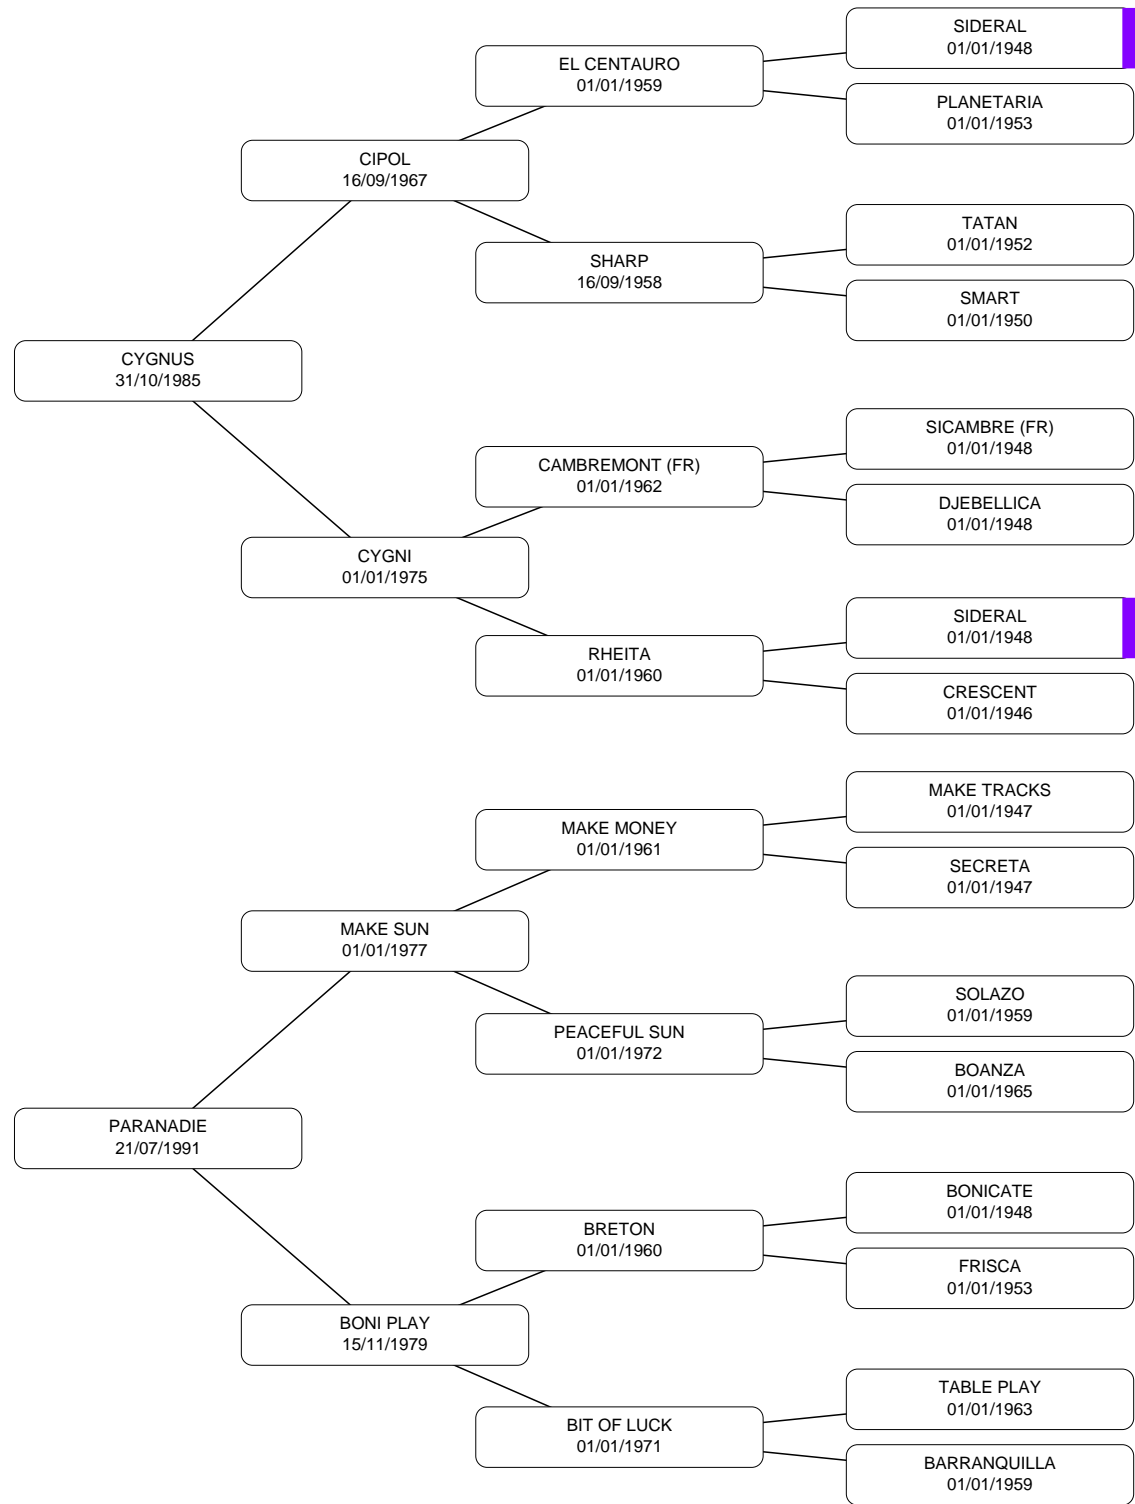 SIDERAL
01/01/1948
EL CENTAURO
01/01/1959
PLANETARIA
01/01/1953
CIPOL
16/09/1967
TATAN
01/01/1952
SHARP
16/09/1958
SMART
01/01/1950
CYGNUS
31/10/1985
SICAMBRE (FR)
01/01/1948
CAMBREMONT (FR)
01/01/1962
DJEBELLICA
01/01/1948
CYGNI
01/01/1975
SIDERAL
01/01/1948
RHEITA
01/01/1960
CRESCENT
01/01/1946
MAKE TRACKS
01/01/1947
MAKE MONEY
01/01/1961
SECRETA
01/01/1947
MAKE SUN
01/01/1977
SOLAZO
01/01/1959
PEACEFUL SUN
01/01/1972
BOANZA
01/01/1965
PARANADIE
21/07/1991
BONICATE
01/01/1948
BRETON
01/01/1960
FRISCA
01/01/1953
BONI PLAY
15/11/1979
TABLE PLAY
01/01/1963
BIT OF LUCK
01/01/1971
BARRANQUILLA
01/01/1959